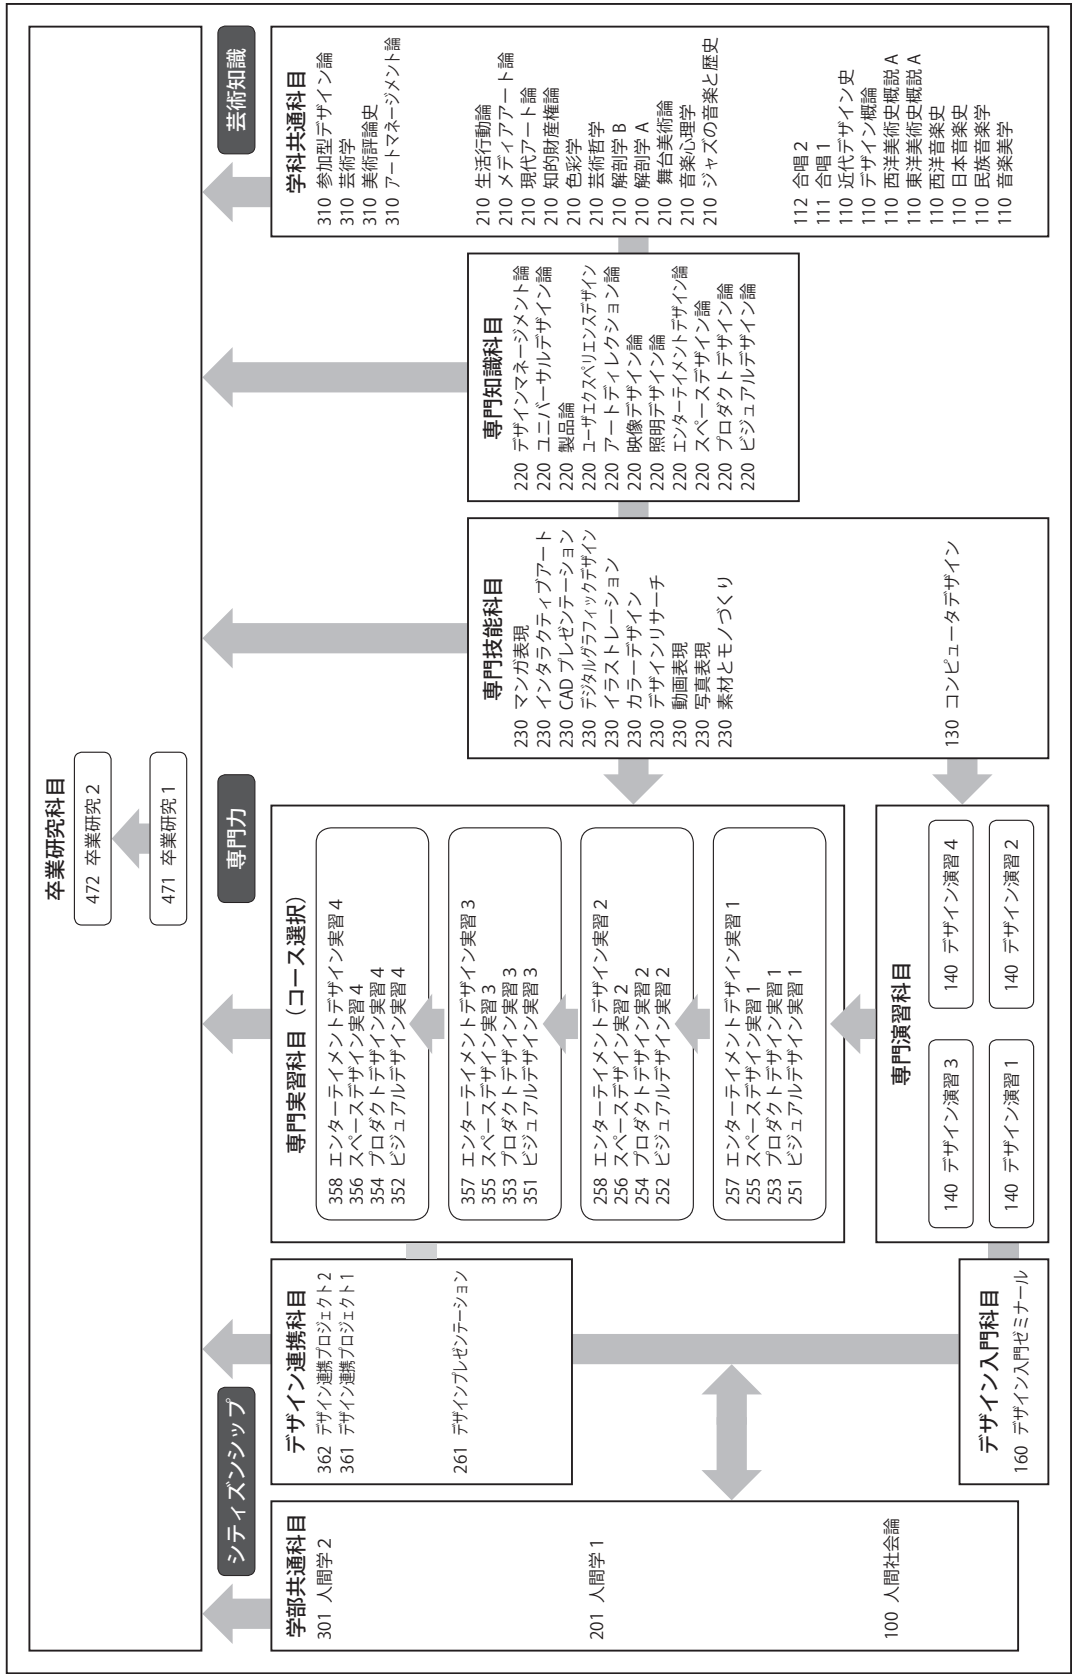 卒業研究科目
472 卒業研究 2
471 卒業研究 1
シティズンシップ
専門力
芸術知識
学部共通科目
301 人間学 2
201 人間学 1
100 人間社会論
デザイン連携科目
362 デザイン連携プロジェクト2
361 デザイン連携プロジェクト1
261 デザインプレゼンテーション
デザイン入門科目
160 デザイン入門ゼミナール
専門実習科目（コース選択）
358 エンターテイメントデザイン実習 4
356 スペースデザイン実習 4
354 プロダクトデザイン実習 4
352 ビジュアルデザイン実習 4
357 エンターテイメントデザイン実習 3
355 スペースデザイン実習 3
353 プロダクトデザイン実習 3
351 ビジュアルデザイン実習 3
258 エンターテイメントデザイン実習 2
256 スペースデザイン実習 2
254 プロダクトデザイン実習 2
252 ビジュアルデザイン実習 2
257 エンターテイメントデザイン実習 1
255 スペースデザイン実習 1
253 プロダクトデザイン実習 1
251 ビジュアルデザイン実習 1
専門演習科目
140 デザイン演習 3
140 デザイン演習 4
140 デザイン演習 1
140 デザイン演習 2
専門技能科目
230 マンガ表現
230 インタラクティブアート
230 CAD プレゼンテーション
230 デジタルグラフィックデザイン
230 イラストレーション
230 カラーデザイン
230 デザインリサーチ
230 動画表現
230 写真表現
230 素材とモノづくり
130 コンピュータデザイン
専門知識科目
220 デザインマネージメント論
220 ユニバーサルデザイン論
220 製品論
220 ユーザエクスペリエンスデザイン
220 アートディレクション論
220 映像デザイン論
220 照明デザイン論
220 エンターテイメントデザイン論
220 スペースデザイン論
220 プロダクトデザイン論
220 ビジュアルデザイン論
学科共通科目
310 参加型デザイン論
310 芸術学
310 美術評論史
310 アートマネージメント論
210 生活行動論
210 メディアアート論
210 現代アート論
210 知的財産権論
210 色彩学
210 芸術哲学
210 解剖学 B
210 解剖学 A
210 舞台美術論
210 音楽心理学
210 ジャズの音楽と歴史
112 合唱 2
111 合唱 1
110 近代デザイン史
110 デザイン概論
110 西洋美術史概説 A
110 東洋美術史概説 A
110 西洋音楽史
110 日本音楽史
110 民族音楽学
110 音楽美学